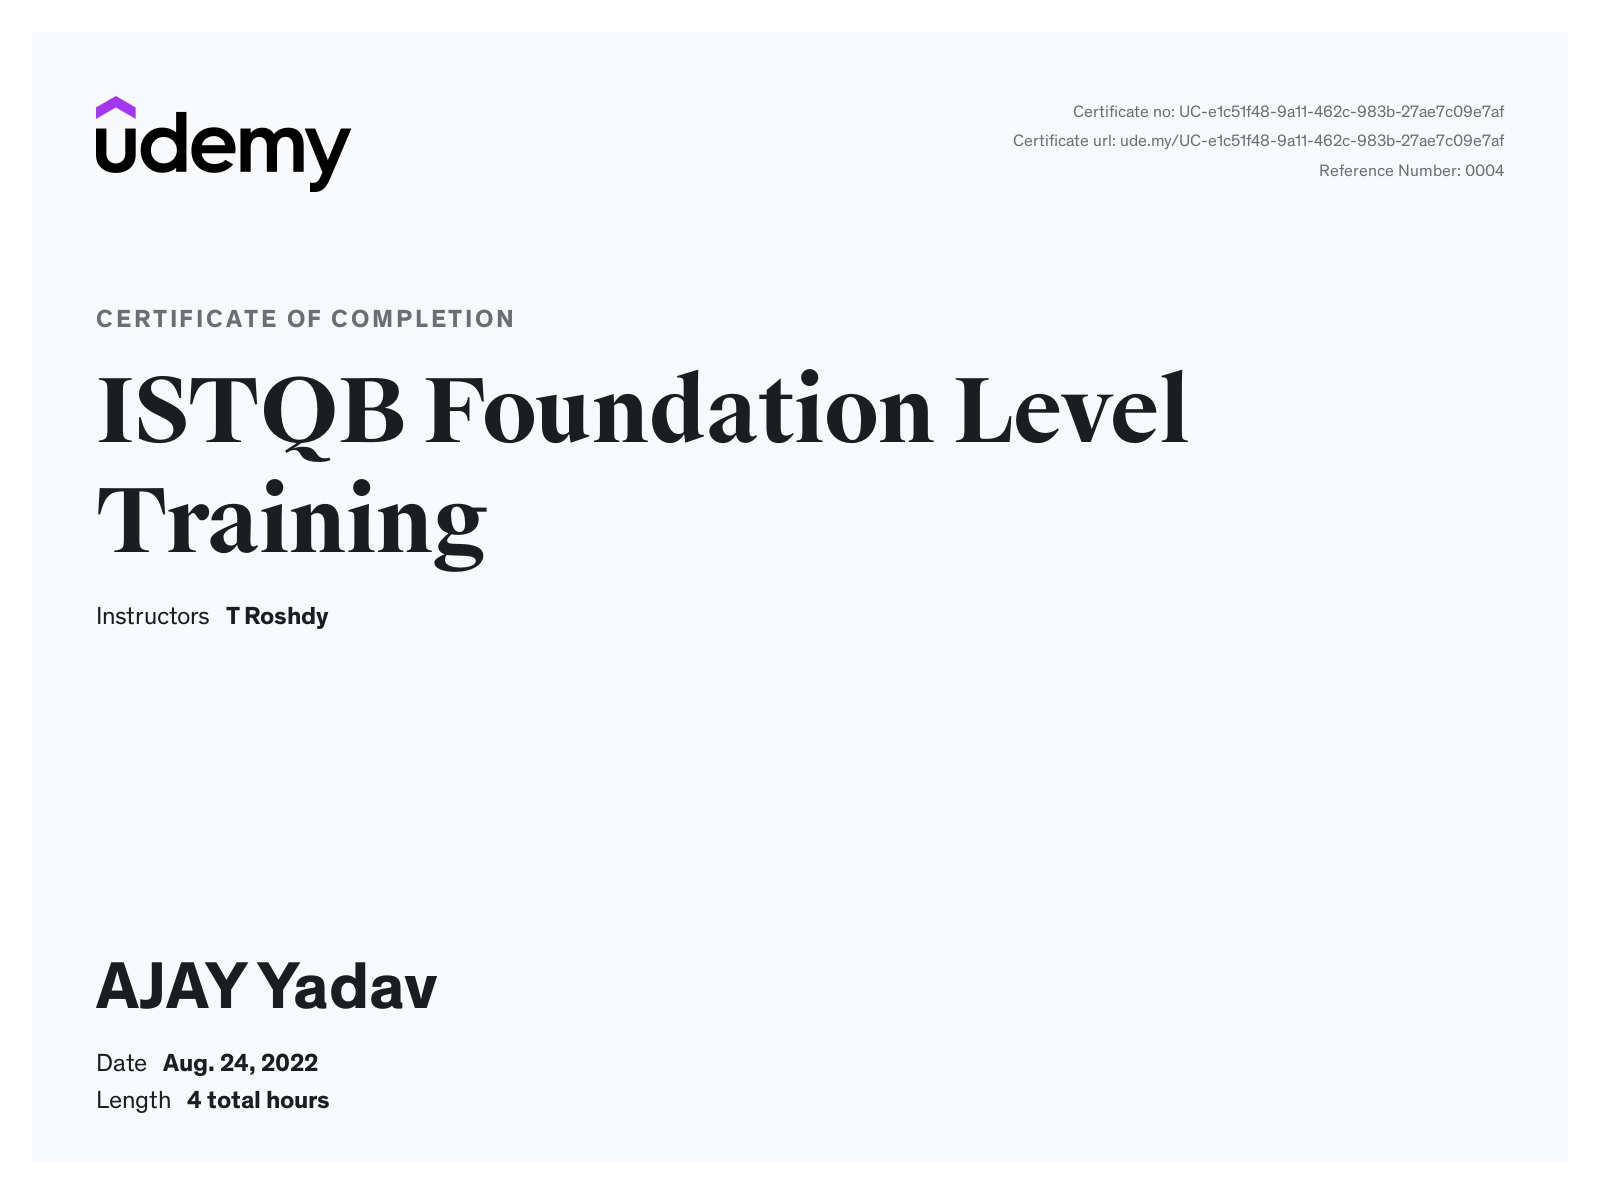 udemy
Certificate no: UC-e1c51f48-9a11-462c-983b-27ae7c09e7af
Certificate url: ude.my/UC-e1c51f48-9a11-462c-983b-27ae7c09e7af
Reference Number: 0004
CERTIFICATE OF COMPLETION
ISTQB Foundation Level
Training
Instructors T Roshdy
AJAY Yadav
Date Aug. 24, 2022
Length 4 total hours